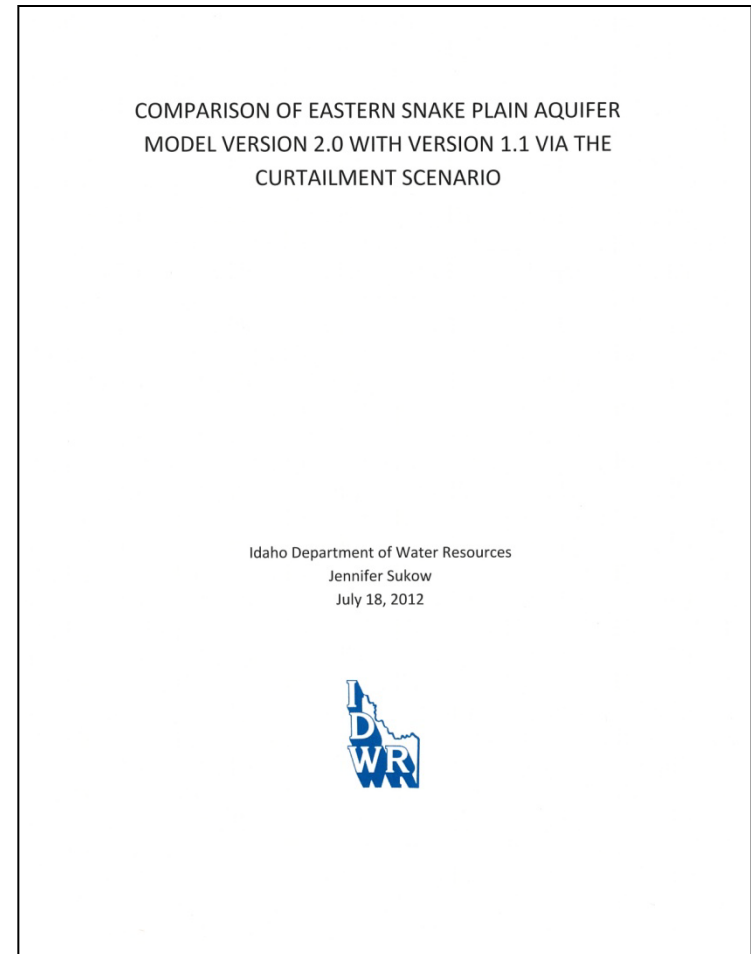 COMPARISON OF EASTERN SNAKE PLAIN AQUIFER
MODEL VERSION 2.0 WITH VERSION 1.1 VIA THE
CURTAILMENT SCENARIO
Idaho Department of Water Resources
Jennifer Sukow
July 18, 2012
I
D
WR